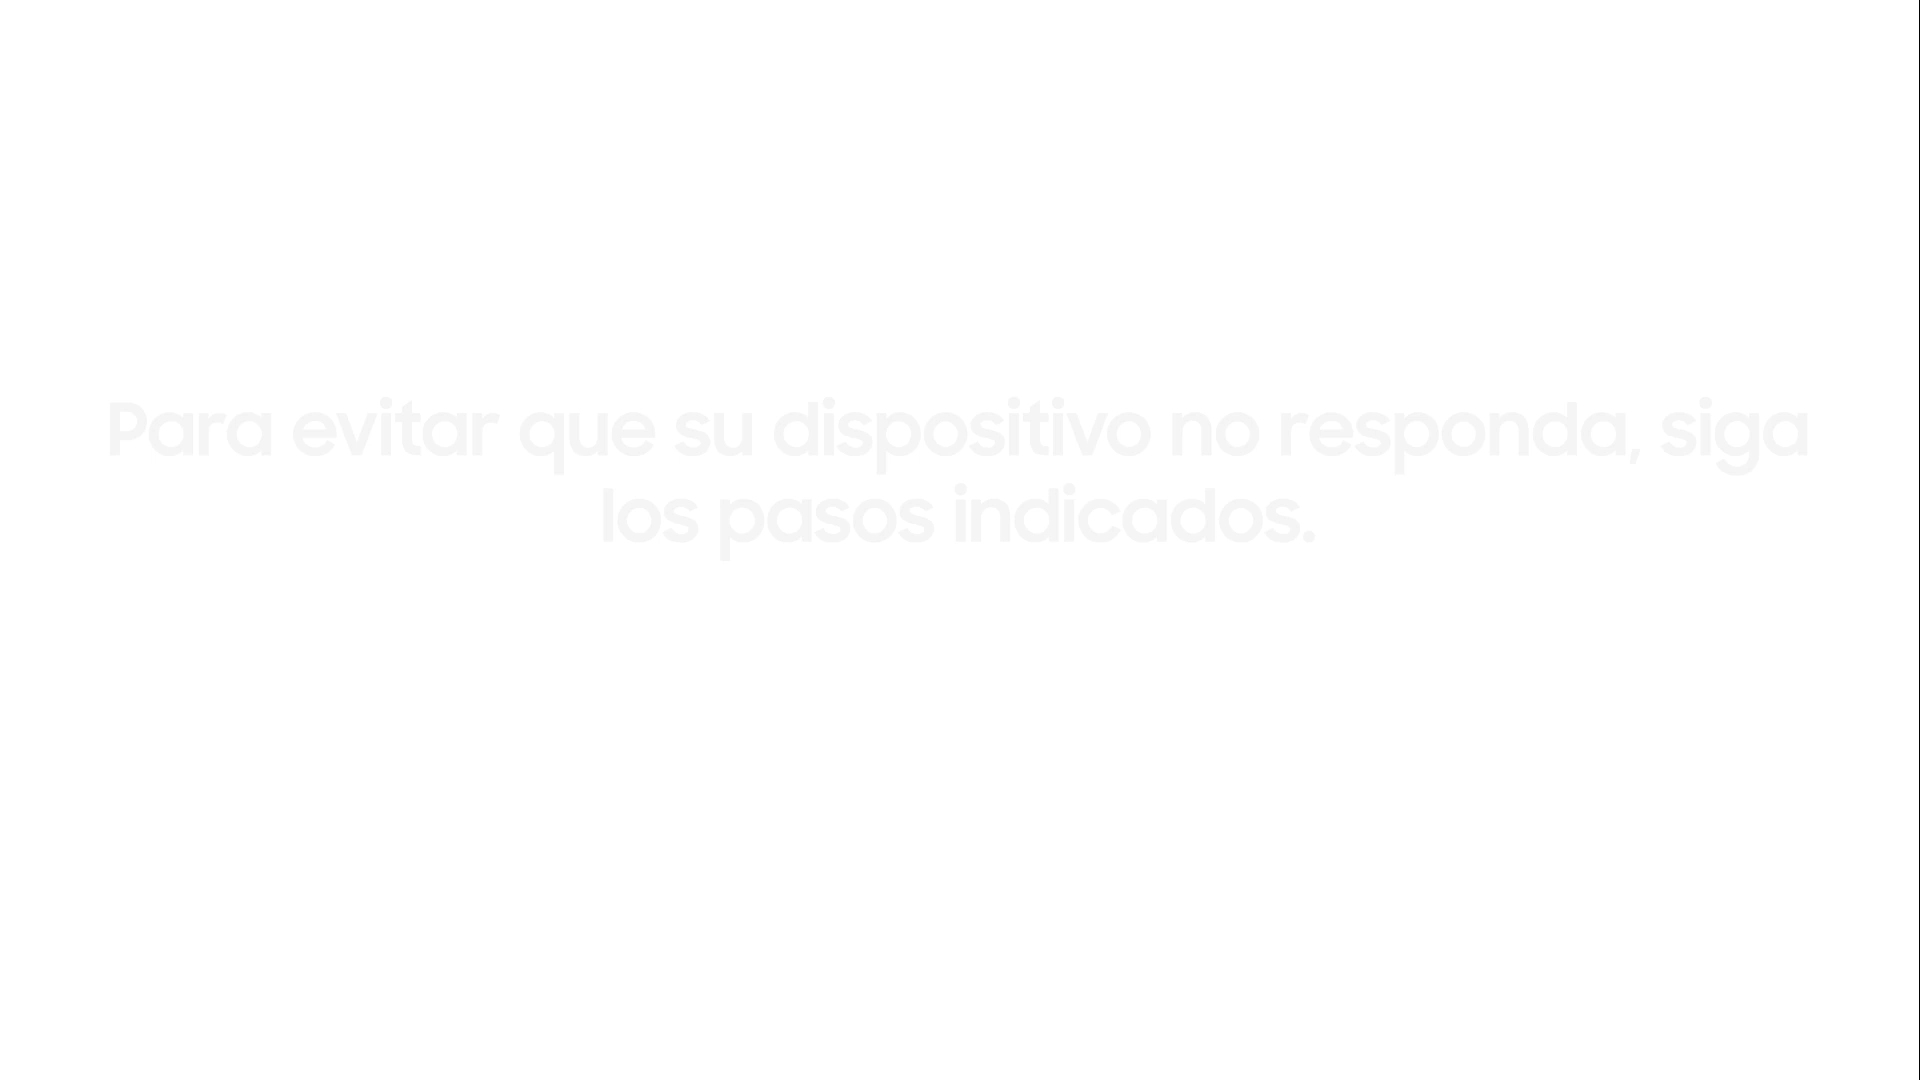 Para evitar que su dispositivo no responda, siga
los pasos indicados.